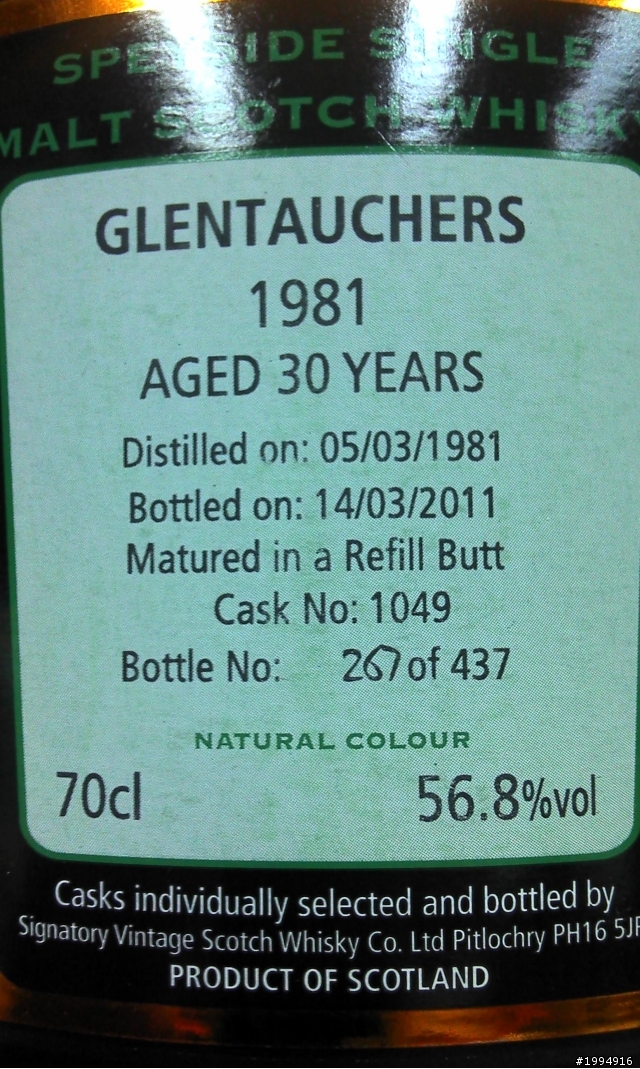 SPEYSIDE SINGLE
MALT SCOTCH WHISKY
GLENTAUCHERS
1981
AGED 30 YEARS
Distilled on: 05/03/1981
Bottled on: 14/03/2011
Matured in a Refill Butt
Cask No: 1049
Bottle No: 267 of 437
NATURAL COLOUR
70cl 56.8%vol
Casks individually selected and bottled by
Signatory Vintage Scotch Whisky Co. Ltd Pitlochry PH16
PRODUCT OF SCOTLAND
#1994916